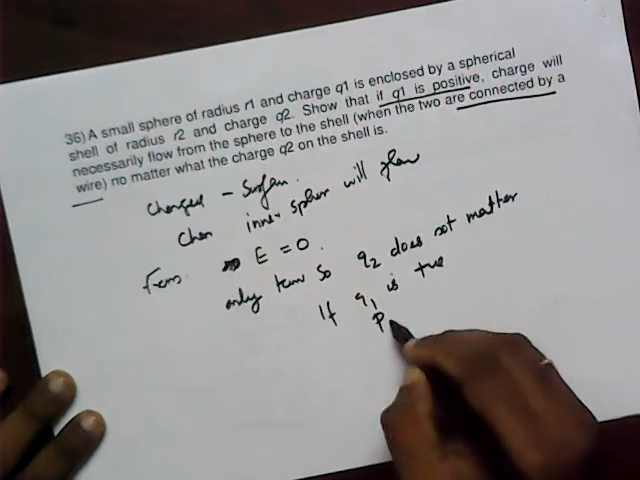 36) A small sphere of radius r1 and charge q1 is enclosed by a spherical
shell of radius r2 and charge q2. Show that if q1 is positive, charge will
necessarily flow from the sphere to the shell (when the two are connected by a
wire) no matter what the charge q2 on the shell is.
Charged -
inner sphere will flow
E = 0.
only so q2 does not matter
If q1 is +ve
P